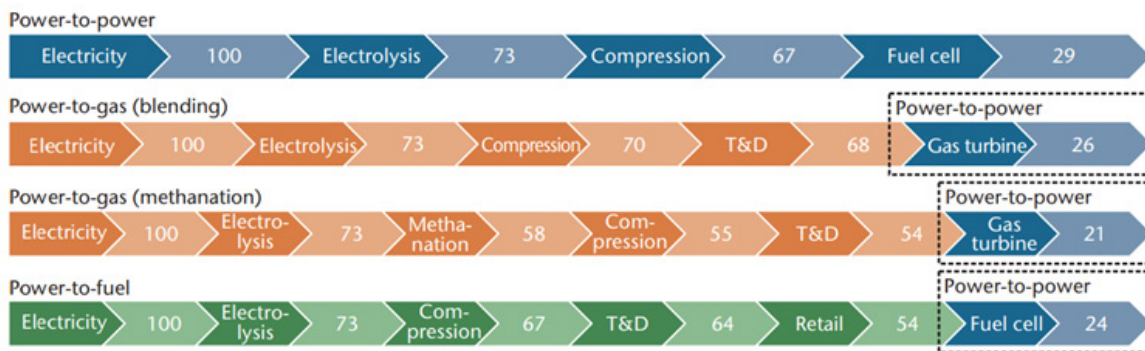 Power-to-power
Electricity 100 Electrolysis 73 Compression 67 Fuel cell 29
Power-to-gas (blending) Power-to-power
Electricity 100 Electrolysis 73 Compression 70 T&D 68 Gas turbine 26
Power-to-gas (methanation) Power-to-power
Electricity 100 Electro-
lysis 73 Metha-
nation 58 Com-
pression 55 T&D 54 Gas
turbine 21
Power-to-fuel Power-to-power
Electricity 100 Electro-
lysis 73 Com-
pression 67 T&D 64 Retail 54 Fuel cell 24